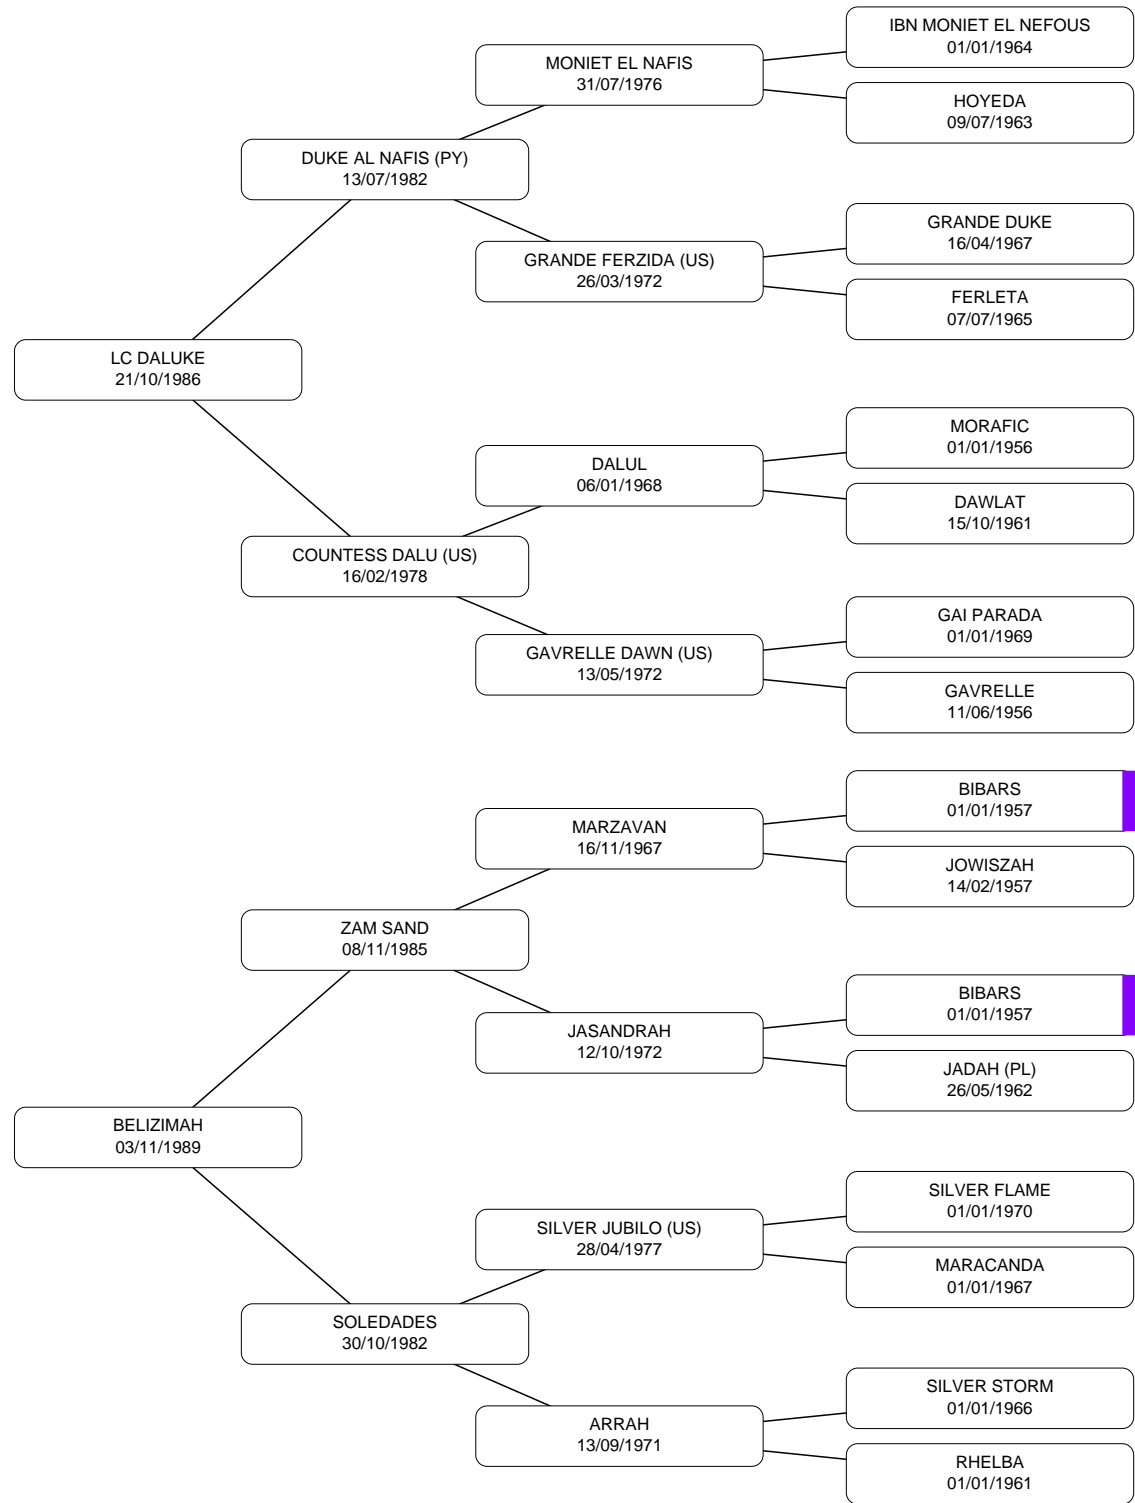 IBN MONIET EL NEFOUS
01/01/1964
MONIET EL NAFIS
31/07/1976
HOYEDA
09/07/1963
DUKE AL NAFIS (PY)
13/07/1982
GRANDE DUKE
16/04/1967
GRANDE FERZIDA (US)
26/03/1972
FERLETA
07/07/1965
LC DALUKE
21/10/1986
MORAFIC
01/01/1956
DALUL
06/01/1968
DAWLAT
15/10/1961
COUNTESS DALU (US)
16/02/1978
GAI PARADA
01/01/1969
GAVRELLE DAWN (US)
13/05/1972
GAVRELLE
11/06/1956
BIBARS
01/01/1957
MARZAVAN
16/11/1967
JOWISZAH
14/02/1957
ZAM SAND
08/11/1985
BIBARS
01/01/1957
JASANDRAH
12/10/1972
JADAH (PL)
26/05/1962
BELIZIMAH
03/11/1989
SILVER FLAME
01/01/1970
SILVER JUBILO (US)
28/04/1977
MARACANDA
01/01/1967
SOLEDADES
30/10/1982
SILVER STORM
01/01/1966
ARRAH
13/09/1971
RHELBA
01/01/1961